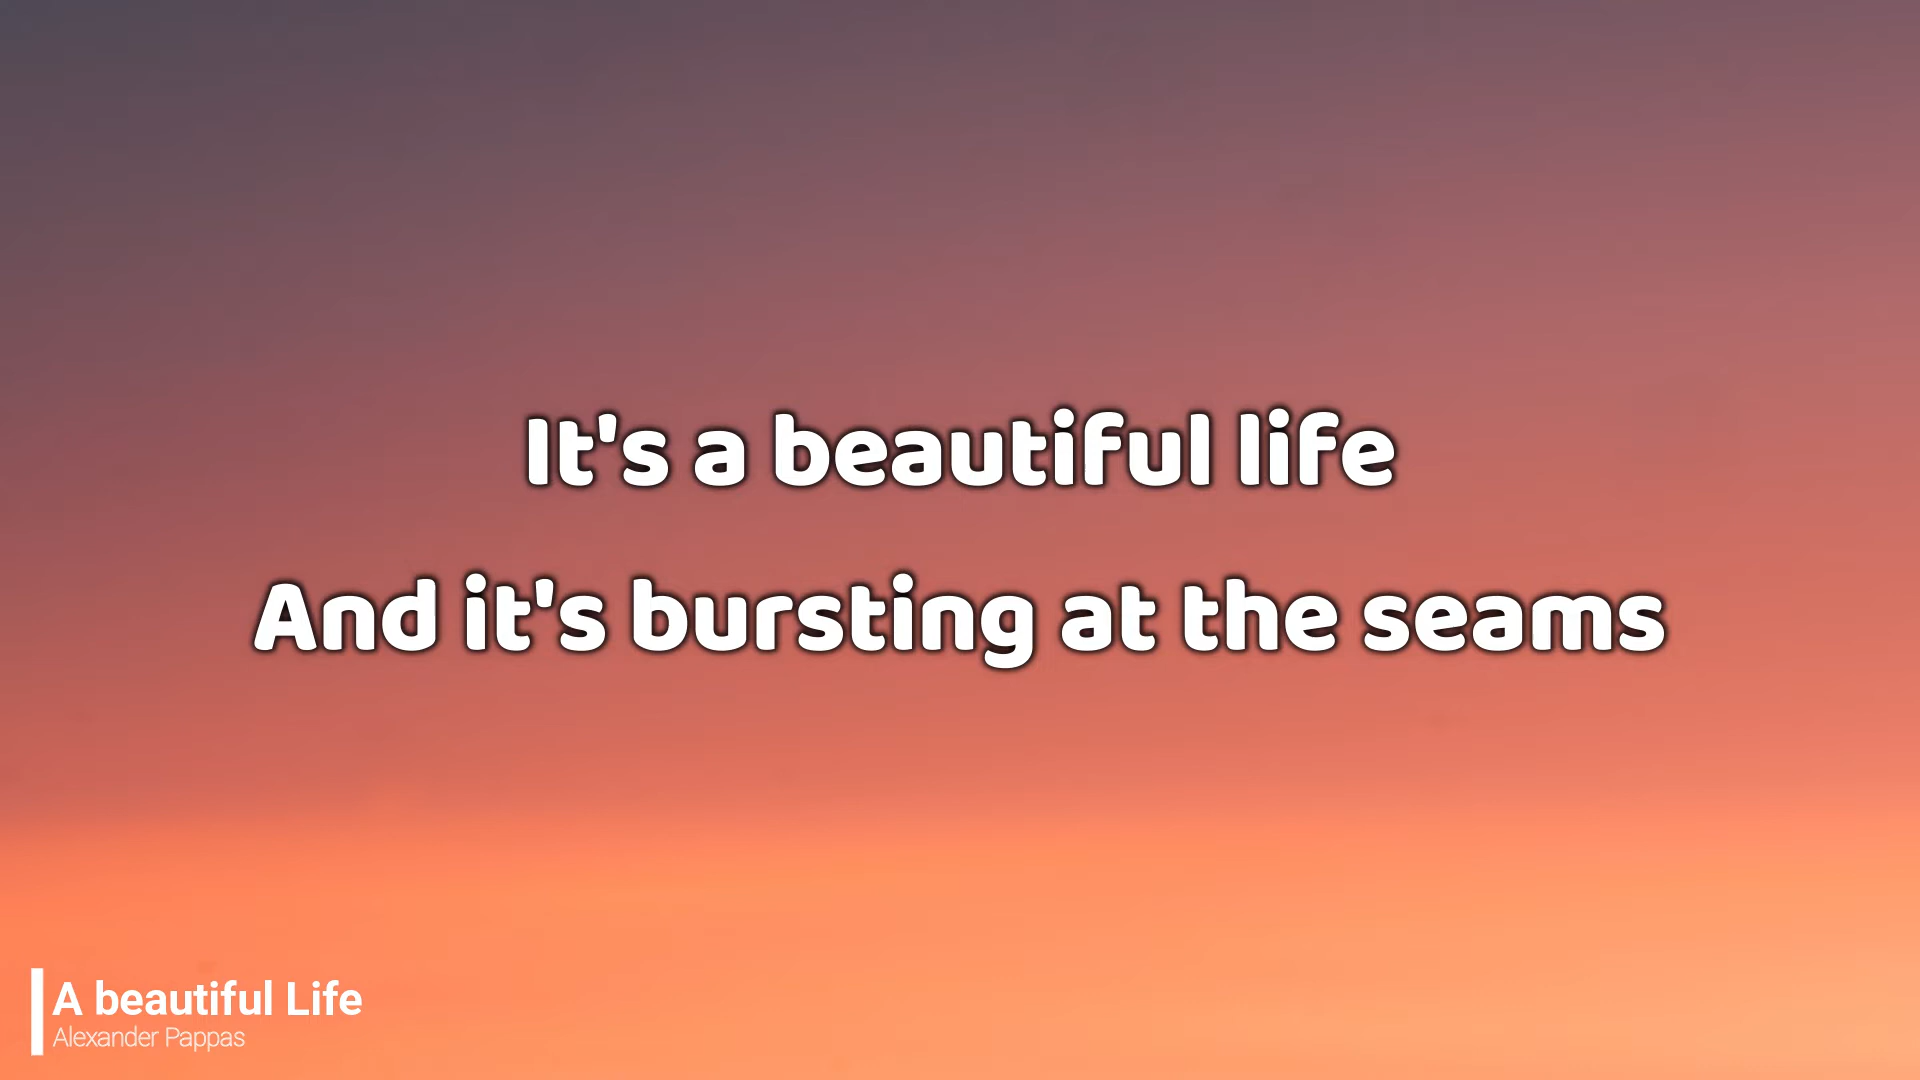 It's a beautiful life
And it's bursting at the seams
A beautiful Life
Alexander Pappas